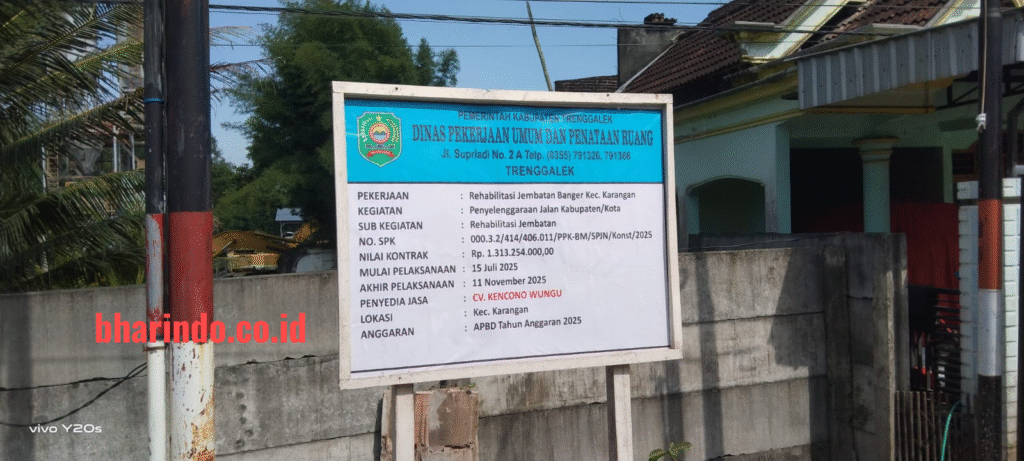 PEMERINTAH KABUPATEN TRENGGALEK
DINAS PEKERJAAN UMUM DAN PENATAAN RUANG
Jl. Supriadi No. 2 A Telp. (0355) 791326, 791366
TRENGGALEK
PEKERJAAN : Rehabilitasi Jembatan Banger Kec. Karangan
KEGIATAN : Penyelenggaraan Jalan Kabupaten/Kota
SUB KEGIATAN : Rehabilitasi Jembatan
NO. SPK : 000.3.2/414/406.011/PPK-BM/SPJN/Konst/2025
NILAI KONTRAK : Rp. 1.313.254.000,00
MULAI PELAKSANAAN : 15 Juli 2025
AKHIR PELAKSANAAN : 11 November 2025
PENYEDIA JASA : CV. KENCONO WUNGU
LOKASI : Kec. Karangan
ANGGARAN : APBD Tahun Anggaran 2025
bharindo.co.id
vivo Y20s